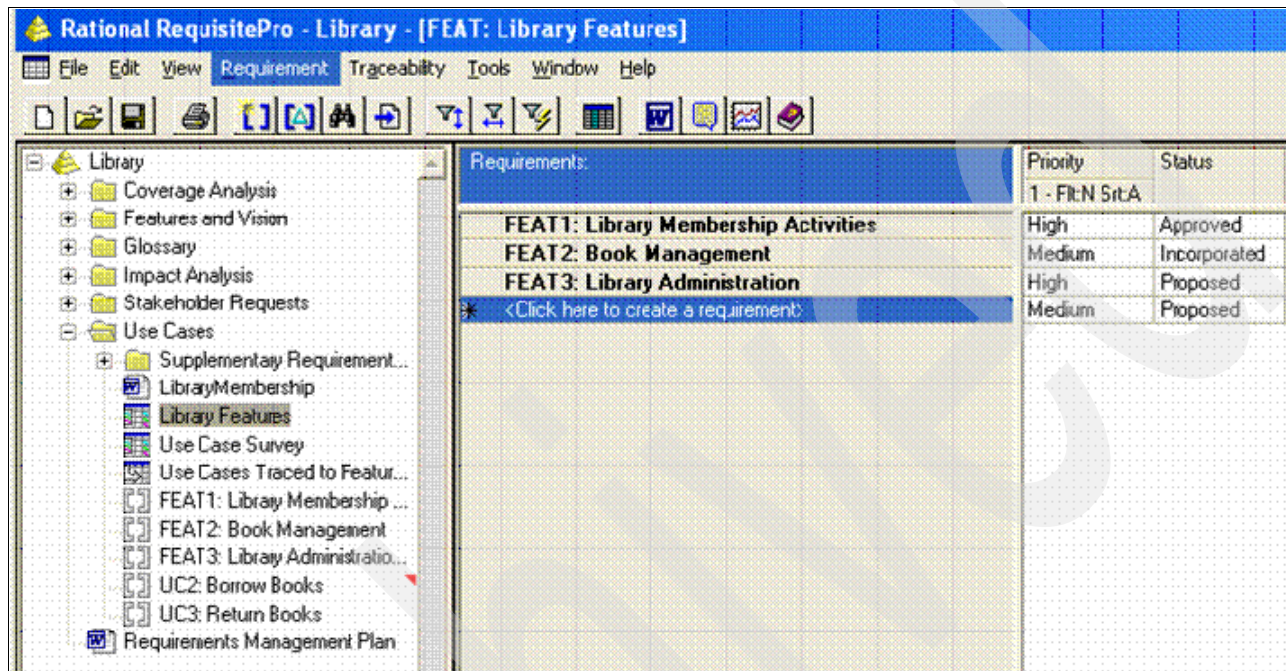 Rational RequisitePro - Library - [FEAT: Library Features]
File Edit View Requirement Traceability Tools Window Help
Library
Coverage Analysis
Features and Vision
Glossary
Impact Analysis
Stakeholder Requests
Use Cases
Supplementary Requirement...
LibraryMembership
Library Features
Use Case Survey
Use Cases Traced to Featur...
FEAT1: Library Membership ...
FEAT2: Book Management
FEAT3: Library Administratio...
UC2: Borrow Books
UC3: Return Books
Requirements Management Plan
Requirements: Priority Status
1 - Flt:N Srt:A
FEAT1: Library Membership Activities High Approved
FEAT2: Book Management Medium Incorporated
FEAT3: Library Administration High Proposed
<Click here to create a requirement> Medium Proposed